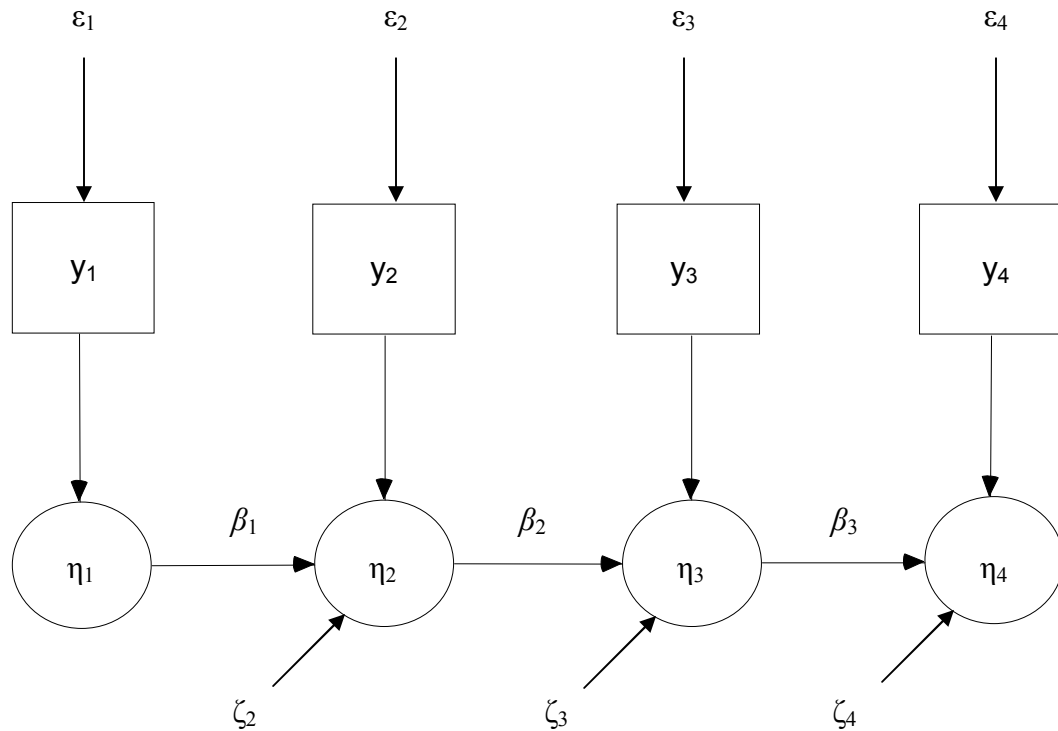 ε₁ ε₂ ε₃ ε₄
y₁ y₂ y₃ y₄
β₁ β₂ β₃
η₁ η₂ η₃ η₄
ζ₂ ζ₃ ζ₄